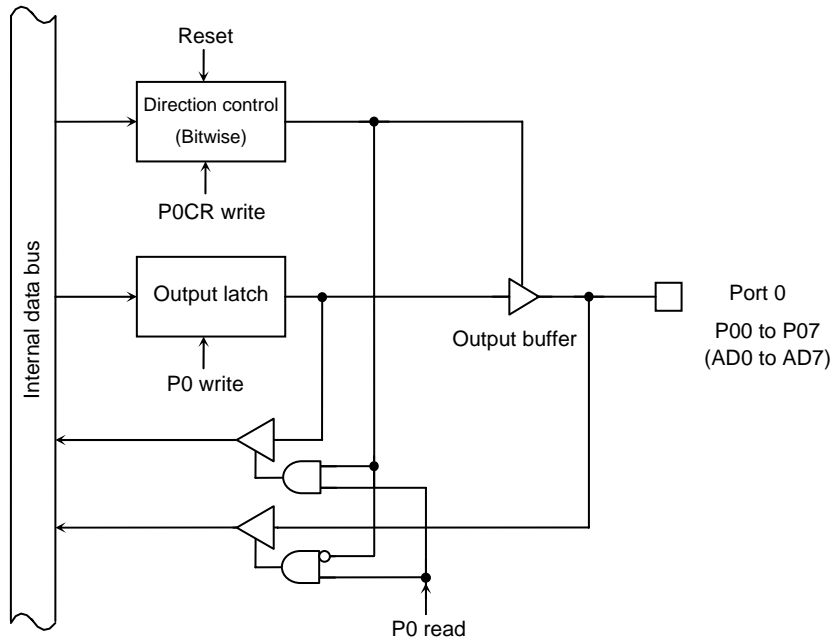 Reset
Direction control
(Bitwise)
P0CR write
Internal data bus
Output latch
P0 write
Output buffer
Port 0
P00 to P07
(AD0 to AD7)
P0 read